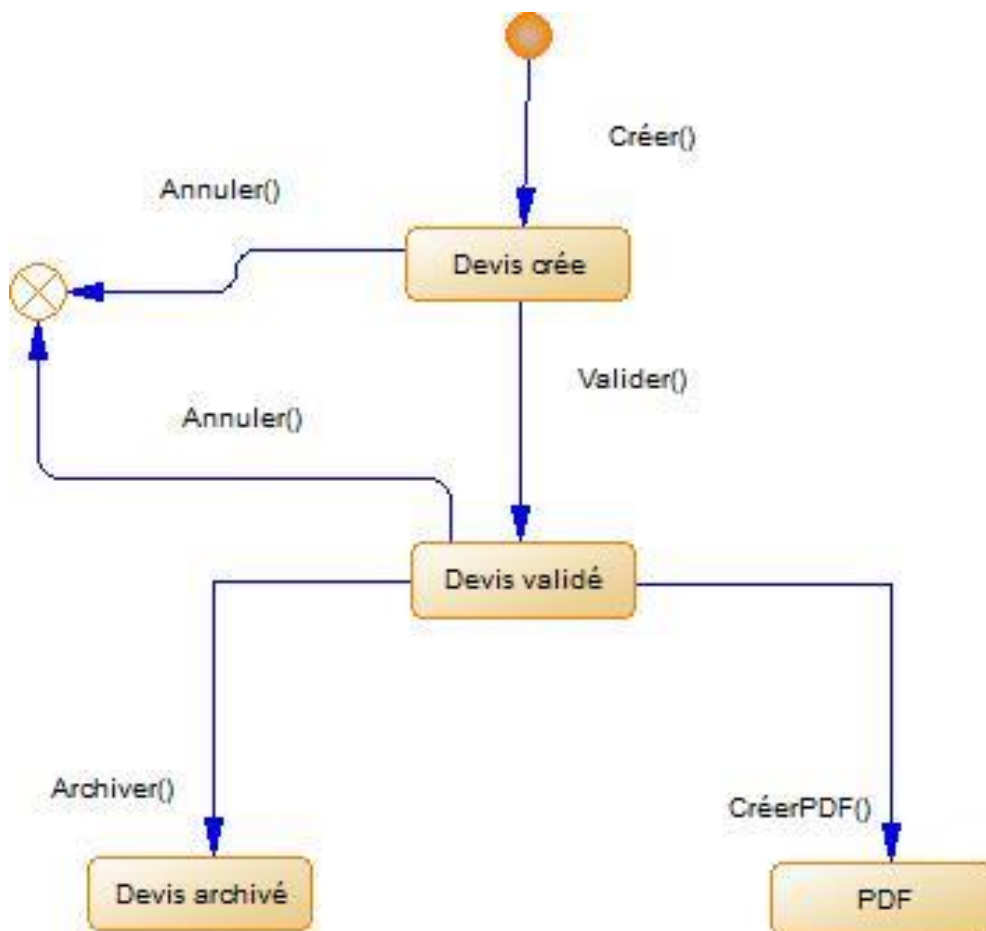 Créer()
Annuler()
Devis crée
Valider()
Annuler()
Devis validé
Archiver()
CréerPDF()
Devis archivé
PDF